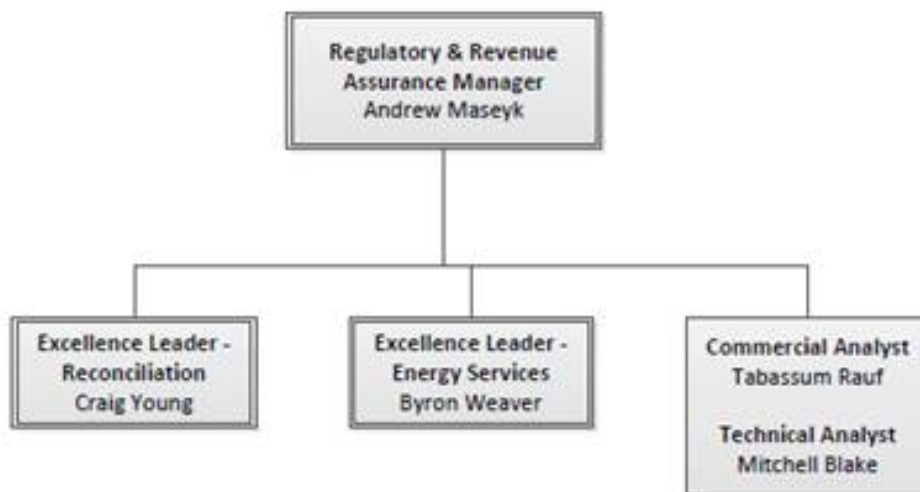 Regulatory & Revenue
Assurance Manager
Andrew Maseyk
Excellence Leader -
Reconciliation
Craig Young
Excellence Leader -
Energy Services
Byron Weaver
Commercial Analyst
Tabassum Rauf
Technical Analyst
Mitchell Blake